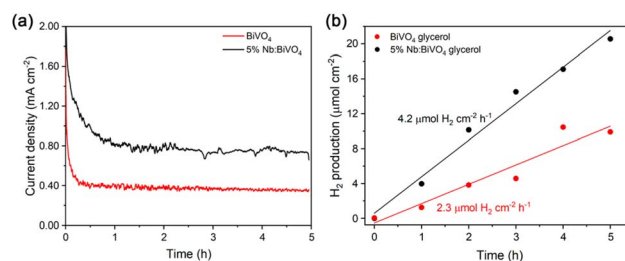 (a)
2.00
1.60
1.20
0.80
0.40
0.00
Current density (mA cm⁻²)
BiVO₄
5% Nb:BiVO₄
0 1 2 3 4 5
Time (h)
(b)
20
16
12
8
4
0
H₂ production (μmol cm⁻²)
BiVO₄ glycerol
5% Nb:BiVO₄ glycerol
4.2 μmol H₂ cm⁻² h⁻¹
2.3 μmol H₂ cm⁻² h⁻¹
0 1 2 3 4 5
Time (h)